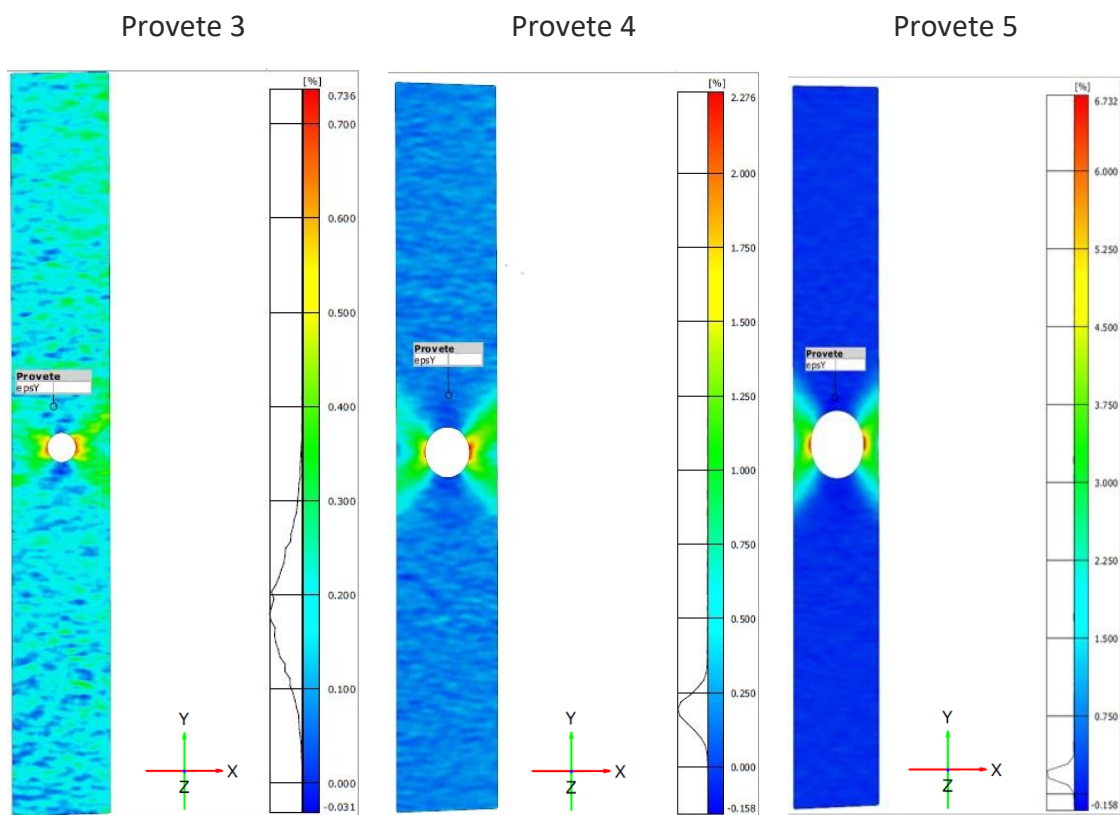 Provete 3
[%]
0.736
0.700
0.600
0.500
0.400
0.300
0.200
0.100
0.000
-0.031
Provete
epsY
Y
X
Z
Provete 4
[%]
2.276
2.000
1.750
1.500
1.250
1.000
0.750
0.500
0.250
0.000
-0.158
Provete
epsY
Y
X
Z
Provete 5
[%]
6.732
6.000
5.250
4.500
3.750
3.000
2.250
1.500
0.750
-0.158
Provete
epsY
Y
X
Z